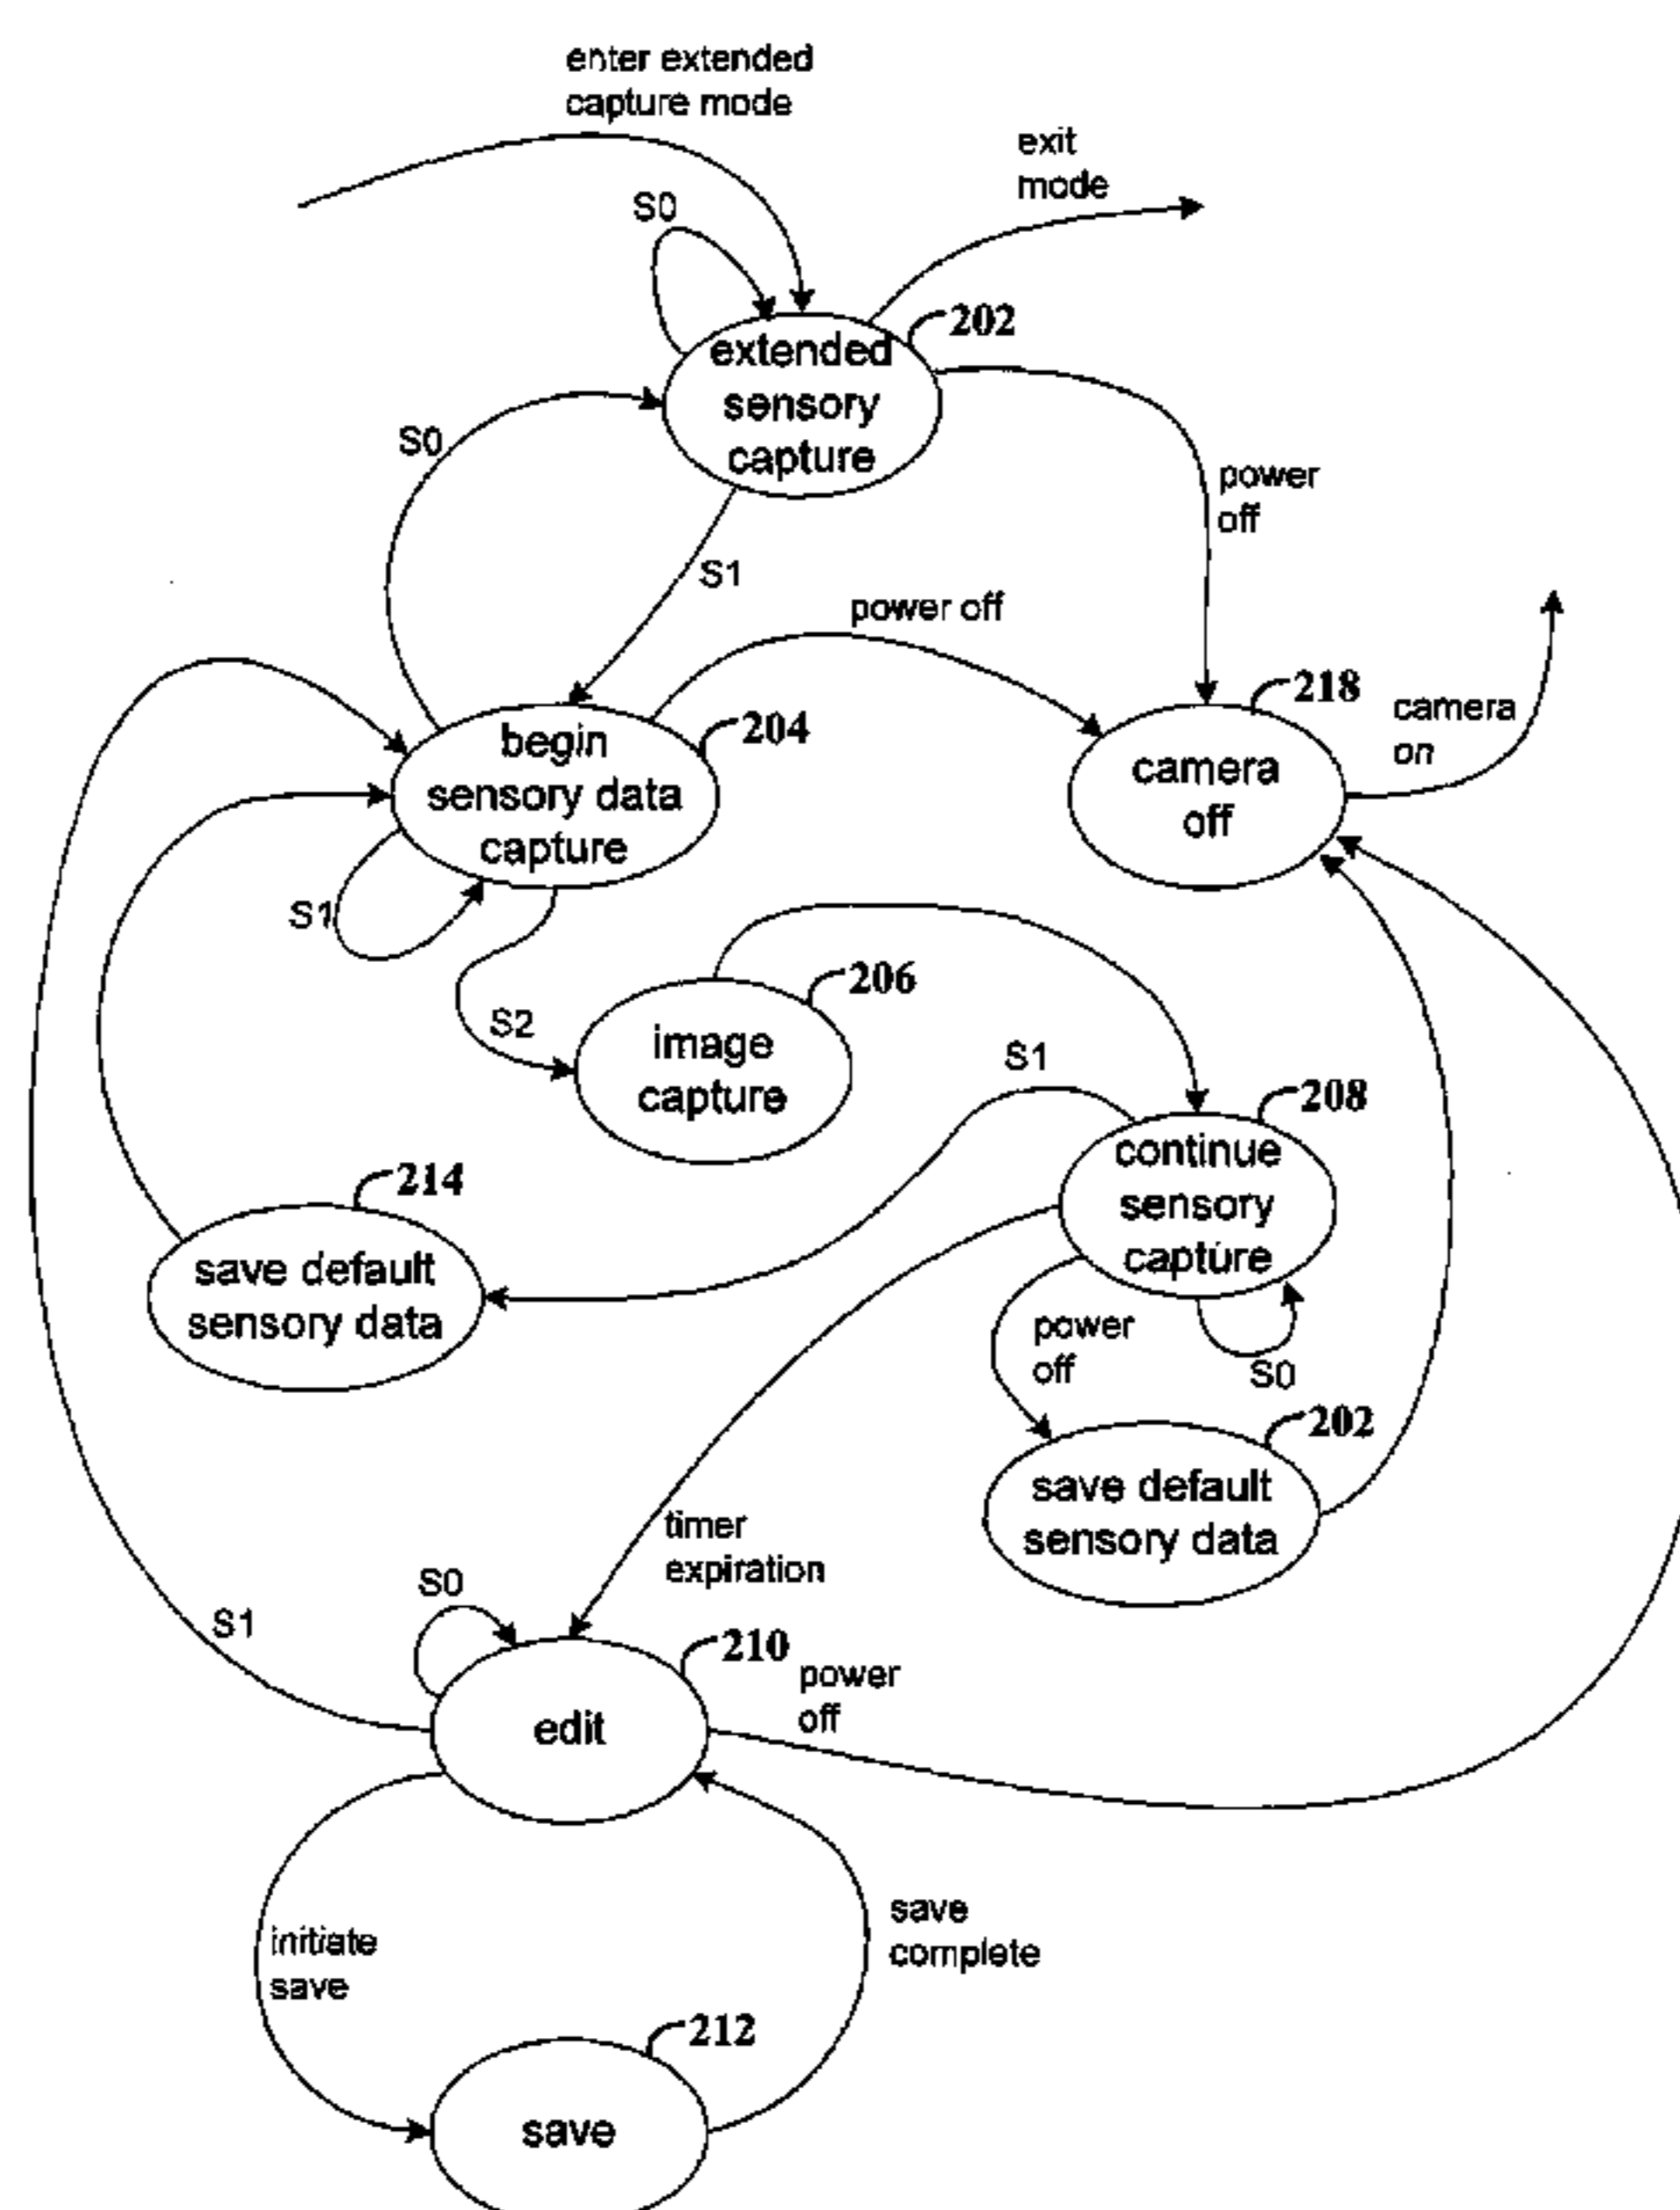 enter extended
capture mode
exit
mode
S0
202
extended
sensory
capture
S0
power
off
S1
power off
218
camera
on
204
begin
sensory data
capture
camera
off
S1
206
S2
image
capture
S1
208
continue
sensory
capture
214
save default
sensory data
power
off
S0
202
save default
sensory data
timer
expiration
S0
S1
210
power
off
edit
save
complete
initiate
save
212
save